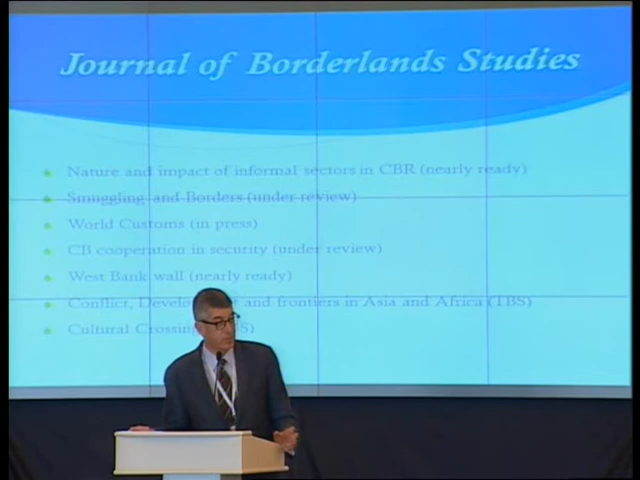 Journal of Borderlands Studies
Nature and impact of informal sectors in CBR (nearly ready)
Smuggling and Borders (under review)
World Customs (in press)
CB cooperation in security (under review)
West Bank wall (nearly ready)
Conflict, and frontiers in Asia and Africa (TBS)
Cultural